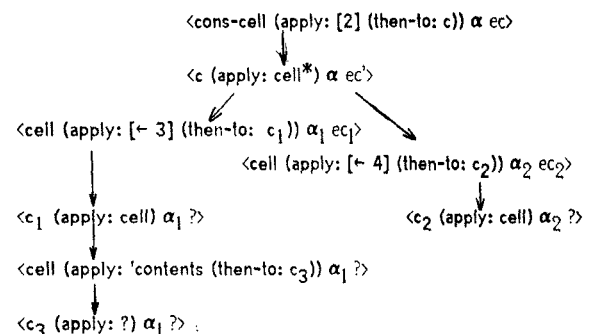 <cons-cell (apply: [2] (then-to: c)) α ec>
<c (apply: cell*) α ec'>
<cell (apply: [← 3] (then-to: c₁)) α₁ ec₁>
<cell (apply: [← 4] (then-to: c₂)) α₂ ec₂>
<c₁ (apply: cell) α₁ ?>
<c₂ (apply: cell) α₂ ?>
<cell (apply: 'contents (then-to: c₃)) α₁ ?>
<c₃ (apply: ?) α₁ ?>